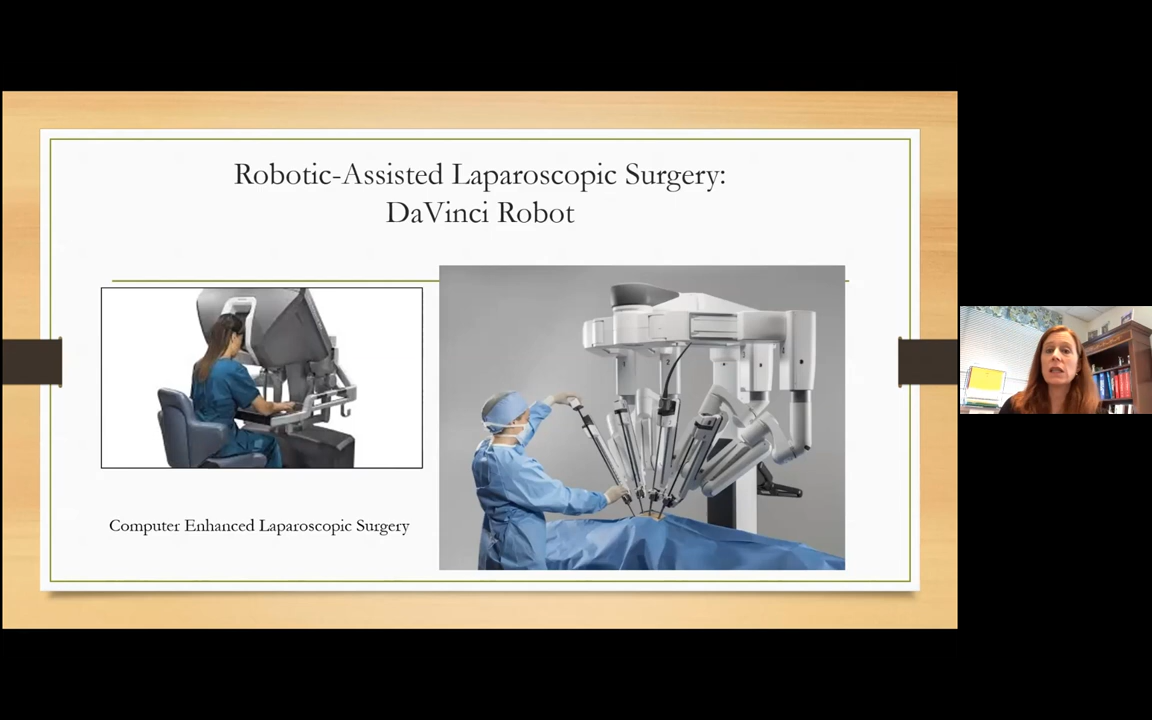 Robotic-Assisted Laparoscopic Surgery:
DaVinci Robot
Computer Enhanced Laparoscopic Surgery